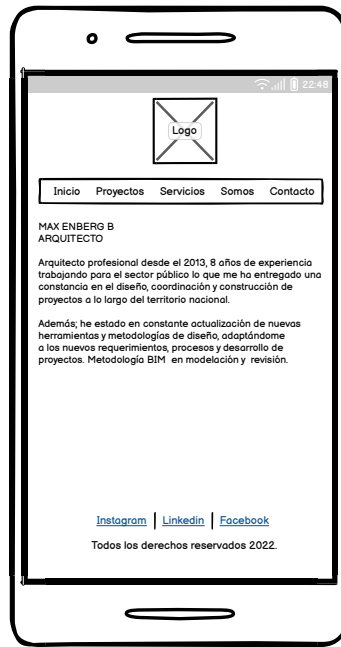 22:48
Logo
Inicio Proyectos Servicios Somos Contacto
MAX ENBERG B
ARQUITECTO
Arquitecto profesional desde el 2013, 8 años de experiencia
trabajando para el sector público lo que me ha entregado una
constancia en el diseño, coordinación y construcción de
proyectos a lo largo del territorio nacional.
Además; he estado en constante actualización de nuevas
herramientas y metodologías de diseño, adaptándome
a los nuevos requerimientos, procesos y desarrollo de
proyectos. Metodología BIM en modelación y revisión.
Instagram Linkedin Facebook
Todos los derechos reservados 2022.